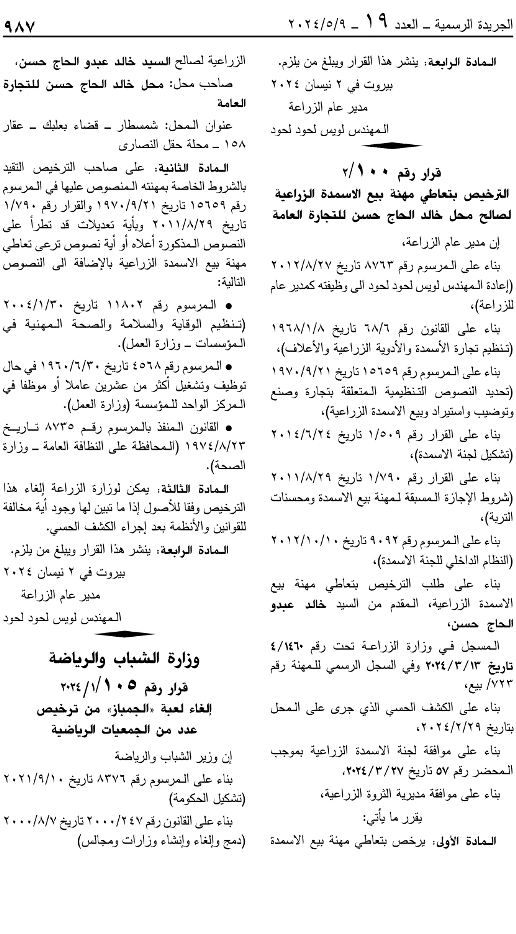 الجريدة الرسمية ــ العدد ١٩ ــ ٢٠٢٤/٥/٩
٩٨٧
المادة الرابعة: ينشر هذا القرار ويبلغ من يلزم.
بيروت في ٢ نيسان ٢٠٢٤
مدير عام الزراعة
المهندس لويس لحود لحود
قرار رقم ٢/١٠٠
الترخيص بتعاطي مهنة بيع الاسمدة الزراعية
لصالح محل خالد الحاج حسن للتجارة العامة
إن مدير عام الزراعة،
بناء على المرسوم رقم ٨٧٦٣ تاريخ ٢٠١٢/٨/٢٧
(إعادة المهندس لويس لحود لحود الى وظيفته كمدير عام
للزراعة)،
بناء على القانون رقم ٦٨/٦ تاريخ ١٩٦٨/١/٨
(تنظيم تجارة الأسمدة والأدوية الزراعية والأعلاف)،
بناء على المرسوم رقم ١٥٦٥٩ تاريخ ١٩٧٠/٩/٢١
(تحديد النصوص التنظيمية المتعلقة بتجارة وصنع
وتوضيب واستيراد وبيع الاسمدة الزراعية)،
بناء على القرار رقم ١/٥٠٩ تاريخ ٢٠١٤/٦/٢٤
(تشكيل لجنة الاسمدة)،
بناء على القرار رقم ١/٧٩٠ تاريخ ٢٠١١/٨/٢٩
(شروط الإجازة المسبقة لمهنة بيع الاسمدة ومحسنات
التربة)،
بناء على المرسوم رقم ٩٠٩٢ تاريخ ٢٠١٢/١٠/١٠
(النظام الداخلي للجنة الاسمدة)،
بناء على طلب الترخيص بتعاطي مهنة بيع
الاسمدة الزراعية، المقدم من السيد خالد عبدو
الحاج حسن،
المسجل في وزارة الزراعة تحت رقم ٤/١٤٦٠
تاريخ ٢٠٢٤/٣/١٣ وفي السجل الرسمي للمهنة رقم
٧٢٣/ بيع،
بناء على الكشف الحسي الذي جرى على المحل
بتاريخ ٢٠٢٤/٢/٢٩،
بناء على موافقة لجنة الاسمدة الزراعية بموجب
المحضر رقم ٥٧ تاريخ ٢٠٢٤/٣/٢٧،
بناء على موافقة مديرية الثروة الزراعية،
يقرر ما يأتي:
المادة الأولى: يرخص بتعاطي مهنة بيع الاسمدة
الزراعية لصالح السيد خالد عبدو الحاج حسن،
صاحب محل: محل خالد الحاج حسن للتجارة
العامة
عنوان المحل: شمسطار ــ قضاء بعلبك ــ عقار
١٥٨ ــ محلة حقل النصارى
المادة الثانية: على صاحب الترخيص التقيد
بالشروط الخاصة بمهنته المنصوص عليها في المرسوم
رقم ١٥٦٥٩ تاريخ ١٩٧٠/٩/٢١ والقرار رقم ١/٧٩٠
تاريخ ٢٠١١/٨/٢٩ وبأية تعديلات قد تطرأ على
النصوص المذكورة أعلاه أو أية نصوص ترعى تعاطي
مهنة بيع الاسمدة الزراعية بالإضافة الى النصوص
التالية:
● المرسوم رقم ١١٨٠٢ تاريخ ٢٠٠٤/١/٣٠
(تنظيم الوقاية والسلامة والصحة المهنية في
المؤسسات ــ وزارة العمل).
● المرسوم رقم ٤٥٦٨ تاريخ ١٩٦٠/٦/٣٠ في حال
توظيف وتشغيل أكثر من عشرين عاملا أو موظفا في
المركز الواحد للمؤسسة (وزارة العمل).
● القانون المنفذ بالمرسوم رقم ٨٧٣٥ تاريخ
١٩٧٤/٨/٢٣ (المحافظة على النظافة العامة ــ وزارة
الصحة).
المادة الثالثة: يمكن لوزارة الزراعة إلغاء هذا
الترخيص وفقا للأصول إذا ما تبين لها وجود أية مخالفة
للقوانين والأنظمة بعد إجراء الكشف الحسي.
المادة الرابعة: ينشر هذا القرار ويبلغ من يلزم.
بيروت في ٢ نيسان ٢٠٢٤
مدير عام الزراعة
المهندس لويس لحود لحود
وزارة الشباب والرياضة
قرار رقم ٢٠٢٤/١/١٠٥
إلغاء لعبة «الجمباز» من ترخيص
عدد من الجمعيات الرياضية
إن وزير الشباب والرياضة
بناء على المرسوم رقم ٨٣٧٦ تاريخ ٢٠٢١/٩/١٠
(تشكيل الحكومة)
بناء على القانون رقم ٢٠٠٠/٢٤٧ تاريخ ٢٠٠٠/٨/٧
(دمج وإلغاء وإنشاء وزارات ومجالس)